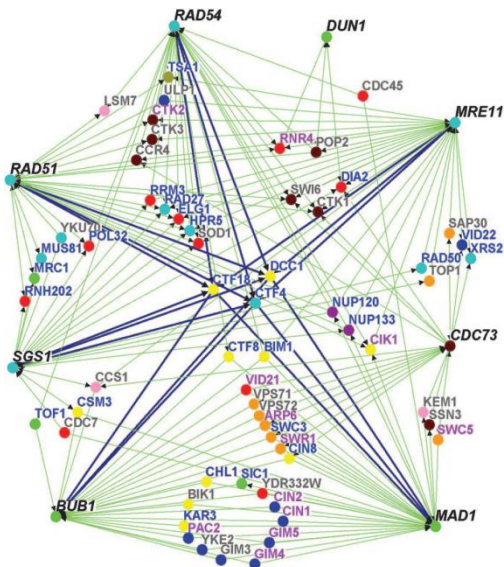 RAD54
DUN1
TSA1
ULP1
LSM7
CTK2
CTK3
CCR4
CDC45
MRE11
RNR4
POP2
RAD51
RRM3
RAD27
ELG1
HPR5
SOD1
DIA2
SWI6
CTK1
YKU70
POL32
MUS81
MRC1
RNH202
SAP30
VID22
XRS2
RAD50
TOP1
DCC1
CTF18
CTF4
NUP120
NUP133
CIK1
CDC73
SGS1
CTF8
BIM1
CCS1
CSM3
TOF1
CDC7
VID21
VPS71
VPS72
ARP6
SWC3
SWR1
CIN8
KEM1
SSN3
SWC5
CHL1
SIC1
YDR332W
BIK1
CIN2
BUB1
KAR3
CIN1
MAD1
PAC2
GIM5
YKE2
GIM3
GIM4